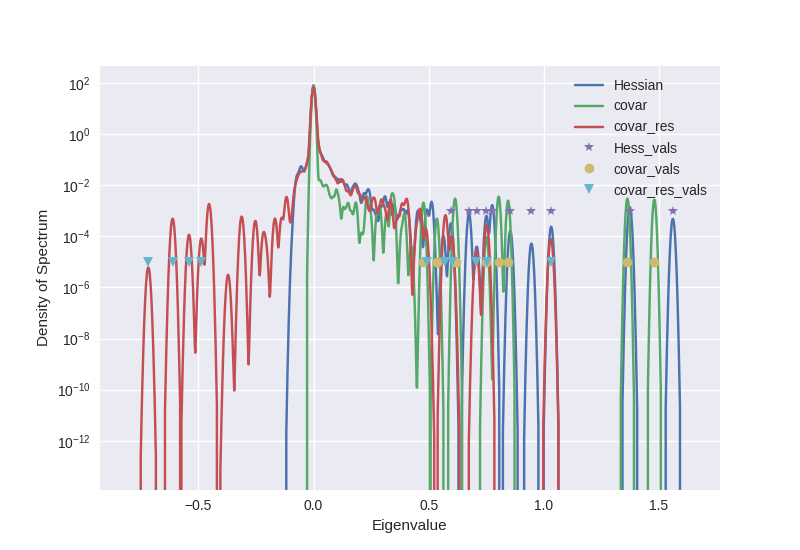 Hessian
covar
covar_res
Hess_vals
covar_vals
covar_res_vals
10^2
10^0
10^−2
10^−4
10^−6
10^−8
10^−10
10^−12
Density of Spectrum
−0.5 0.0 0.5 1.0 1.5
Eigenvalue